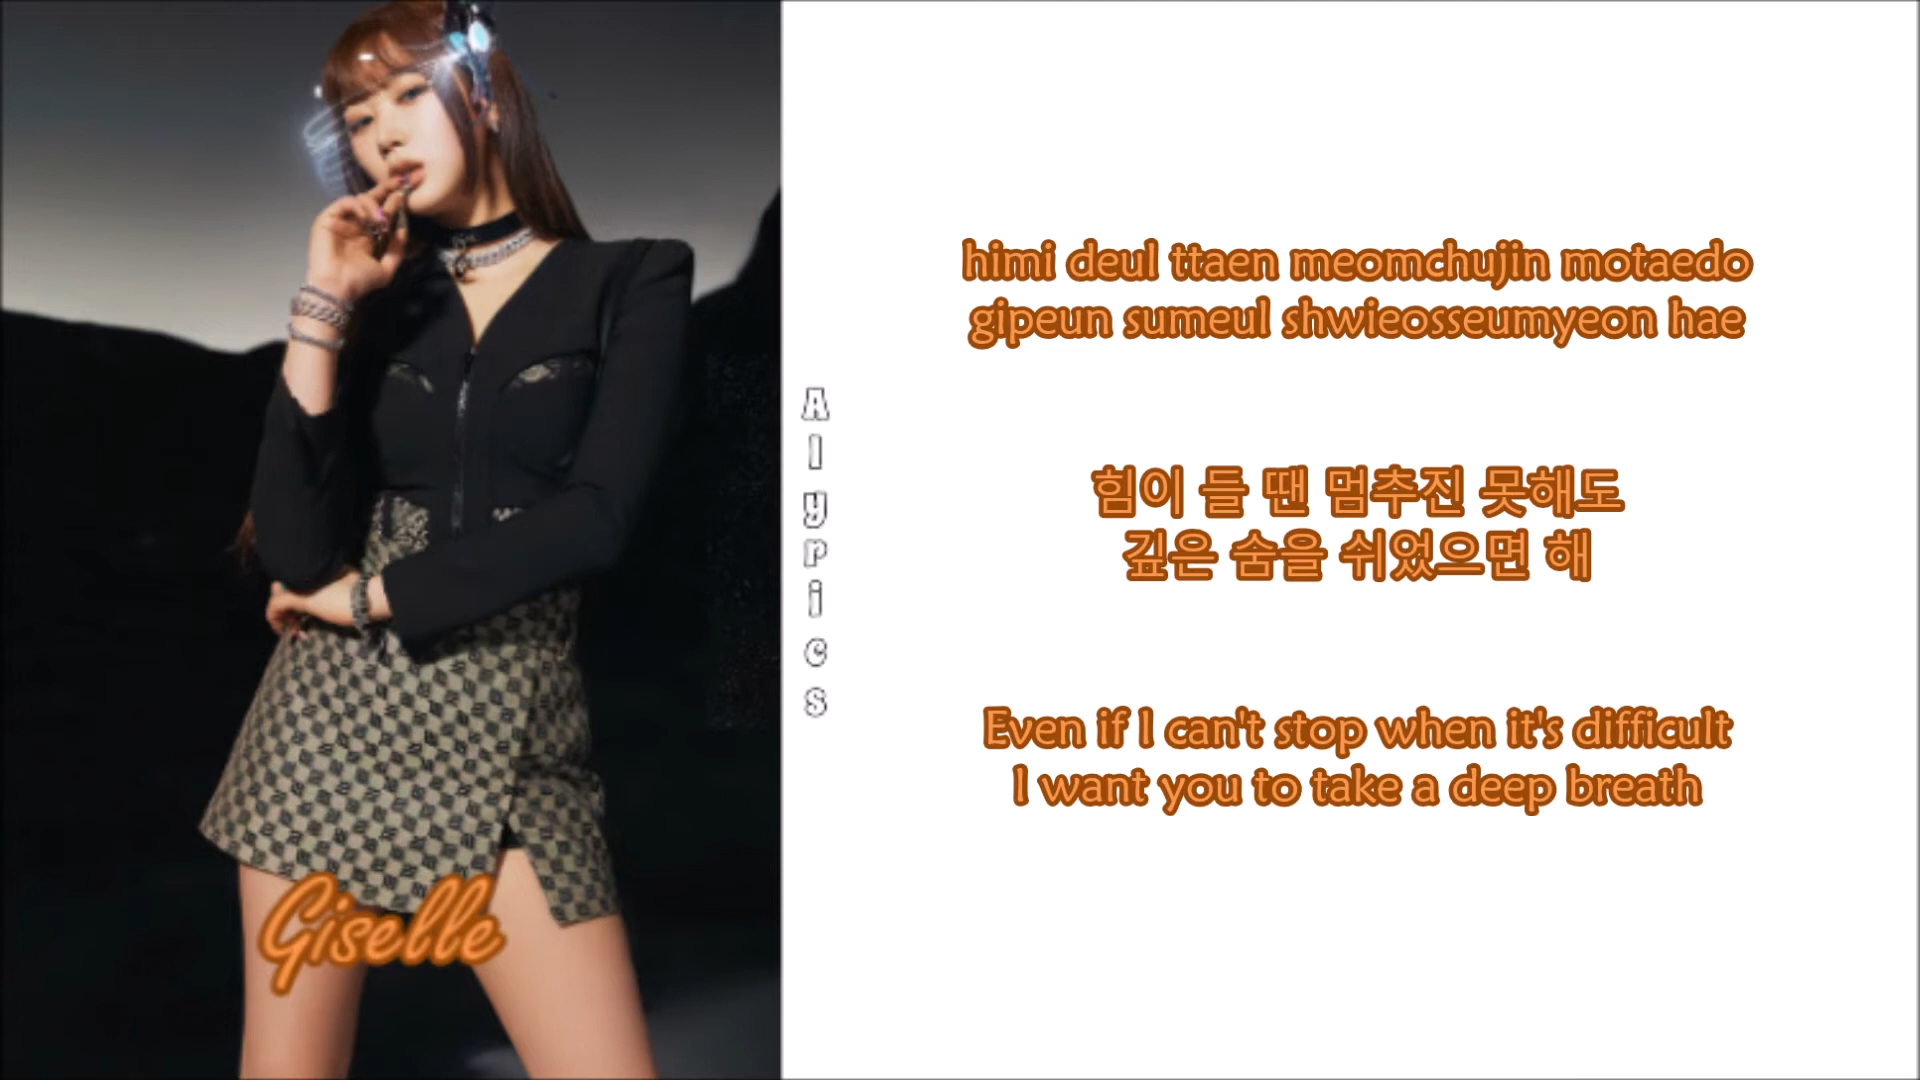 Giselle
Alyrics
himi deul ttaen meomchujin motaedo
gipeun sumeul shwieosseumyeon hae
힘이 들 땐 멈추진 못해도
깊은 숨을 쉬었으면 해
Even if I can't stop when it's difficult
I want you to take a deep breath